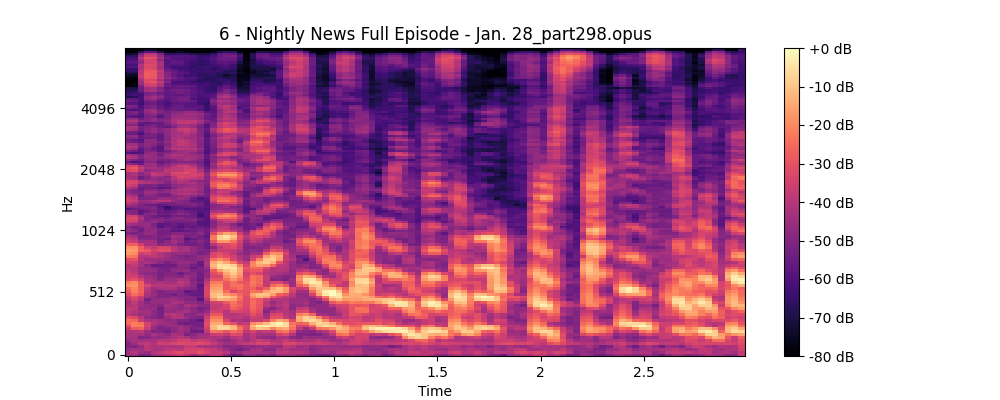 6 - Nightly News Full Episode - Jan. 28_part298.opus
Hz
4096
2048
1024
512
0
0
0.5
1
1.5
2
2.5
Time
+0 dB
-10 dB
-20 dB
-30 dB
-40 dB
-50 dB
-60 dB
-70 dB
-80 dB